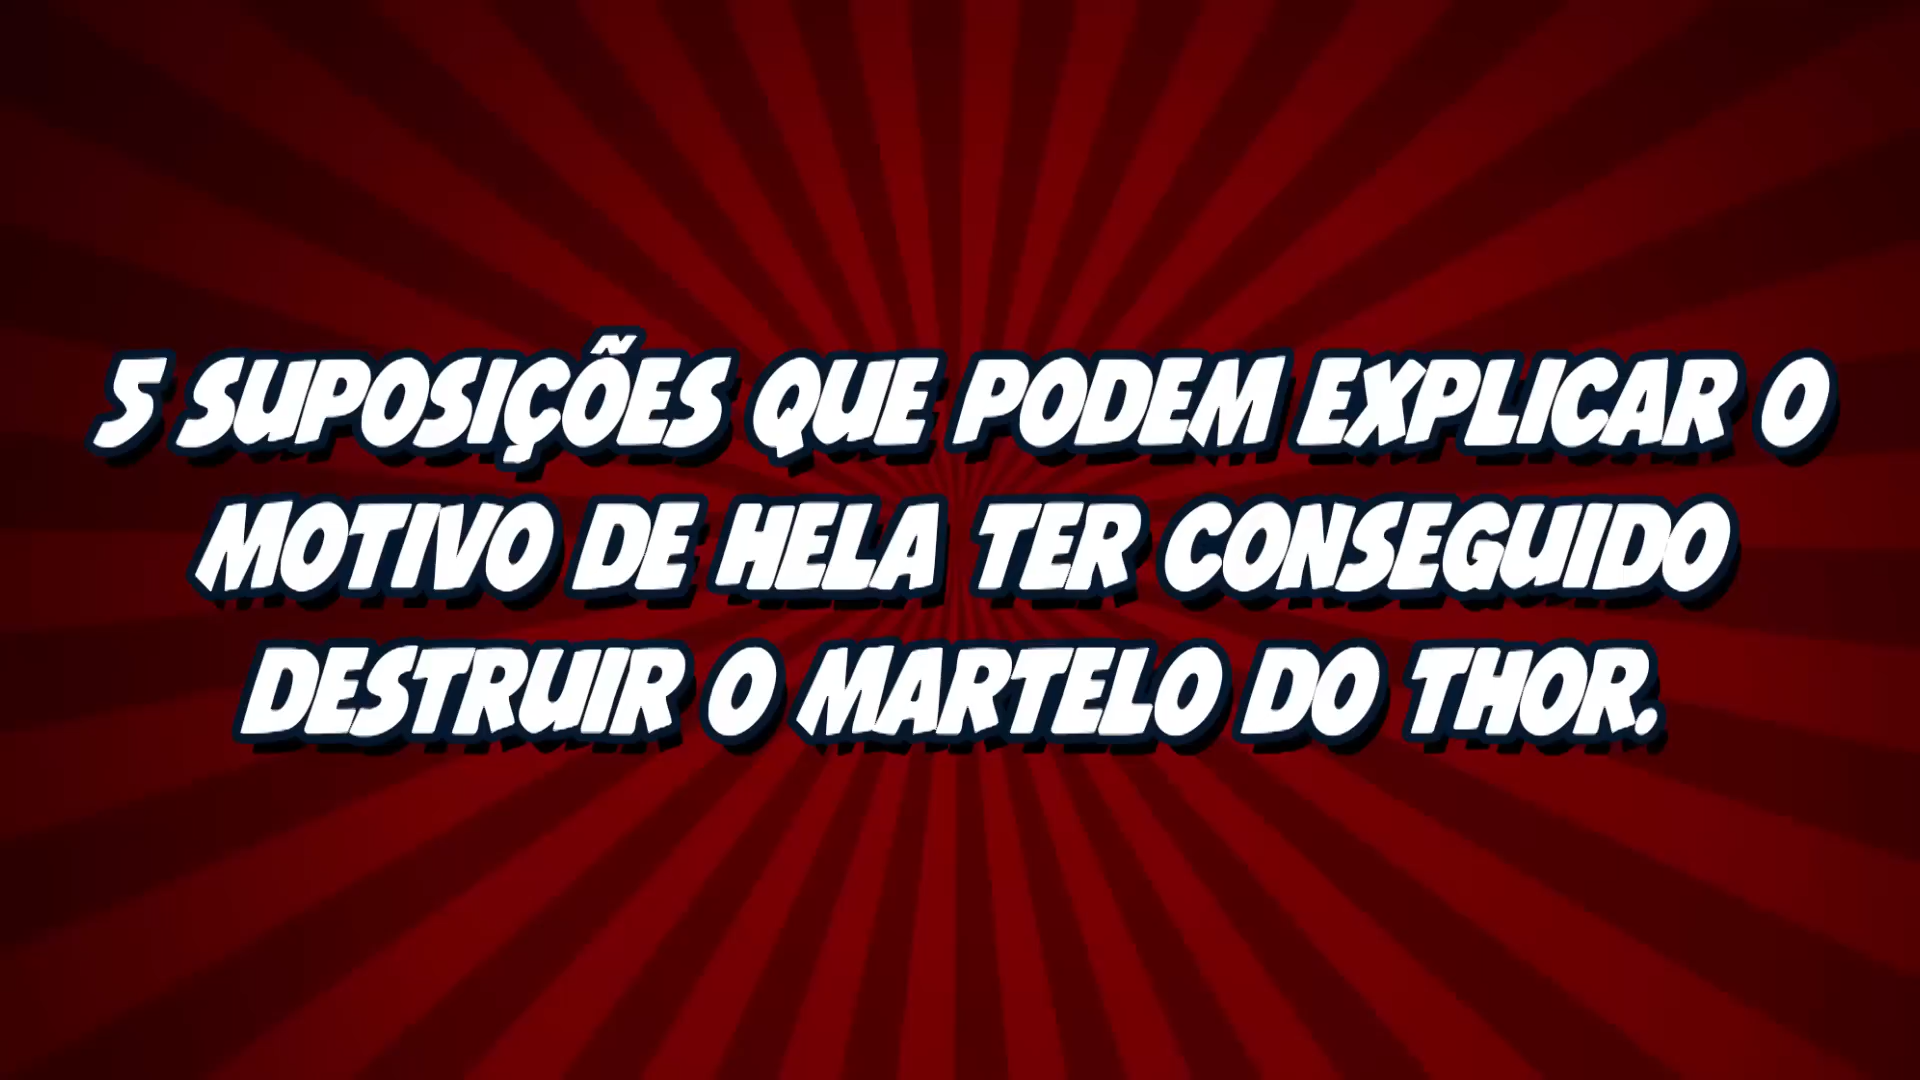 5 SUPOSIÇÕES QUE PODEM EXPLICAR O
MOTIVO DE HELA TER CONSEGUIDO
DESTRUIR O MARTELO DO THOR.